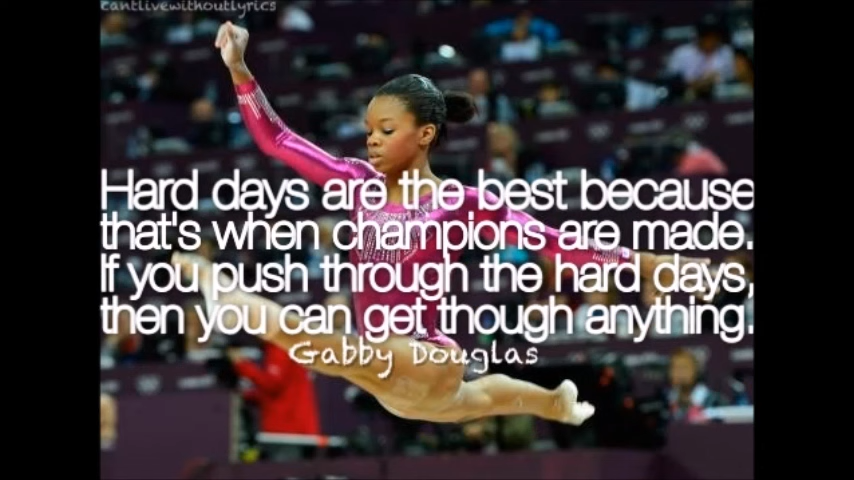 cantlivewithoutlyrics
Hard days are the best because
that's when champions are made.
If you push through the hard days,
then you can get though anything.
Gabby Douglas